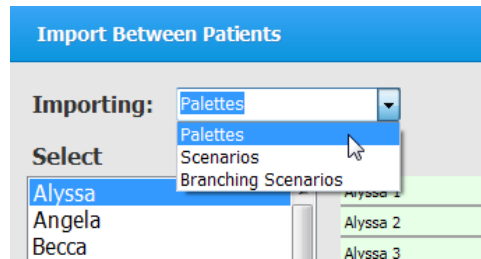 Import Between Patients
Importing: Palettes
Palettes
Scenarios
Branching Scenarios
Select
Alyssa
Angela
Becca
Alyssa 1
Alyssa 2
Alyssa 3